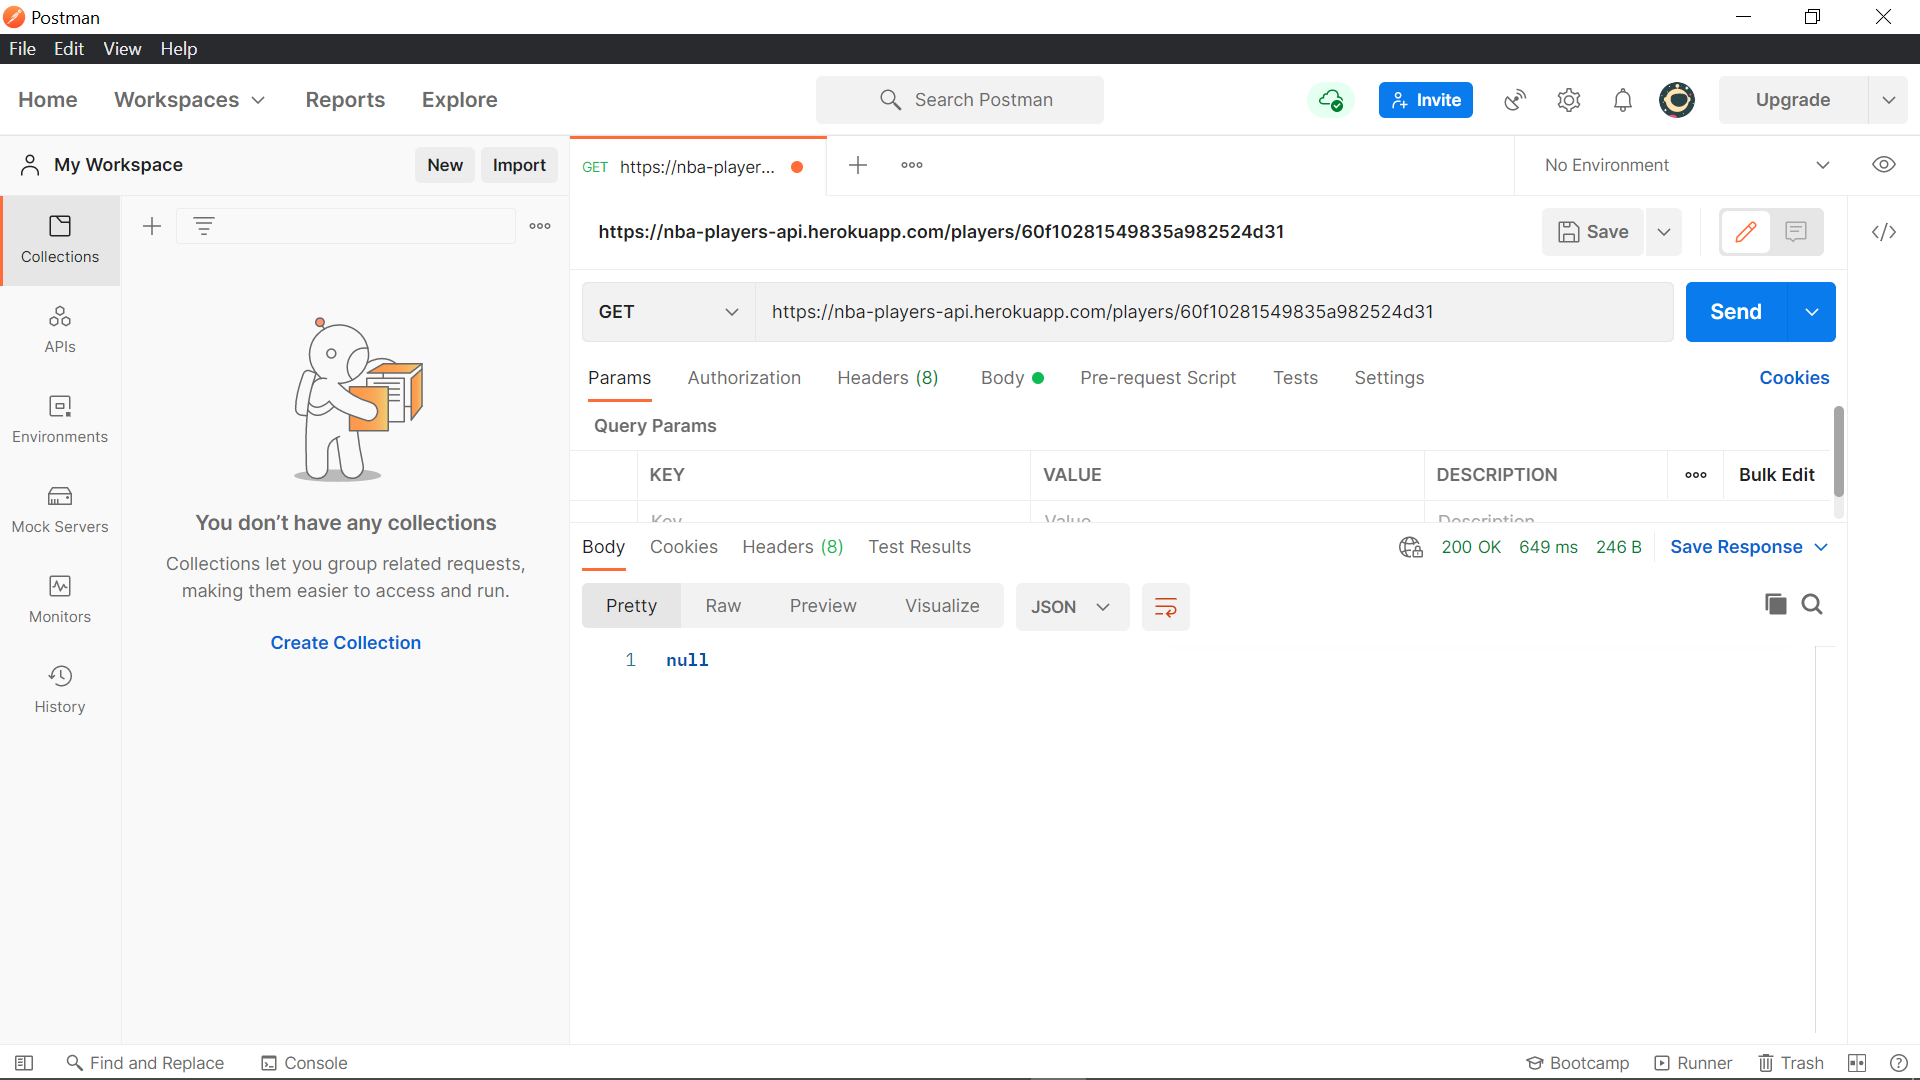 Postman
File Edit View Help
Home Workspaces Reports Explore
Search Postman
Invite
Upgrade
My Workspace
New Import
GET https://nba-player...
No Environment
Collections
APIs
Environments
Mock Servers
Monitors
History
You don’t have any collections
Collections let you group related requests,
making them easier to access and run.
Create Collection
https://nba-players-api.herokuapp.com/players/60f10281549835a982524d31
Save
GET https://nba-players-api.herokuapp.com/players/60f10281549835a982524d31
Send
Params Authorization Headers (8) Body Pre-request Script Tests Settings Cookies
Query Params
KEY VALUE DESCRIPTION Bulk Edit
Key Value Description
Body Cookies Headers (8) Test Results
200 OK 649 ms 246 B Save Response
Pretty Raw Preview Visualize JSON
1 null
Find and Replace Console
Bootcamp Runner Trash